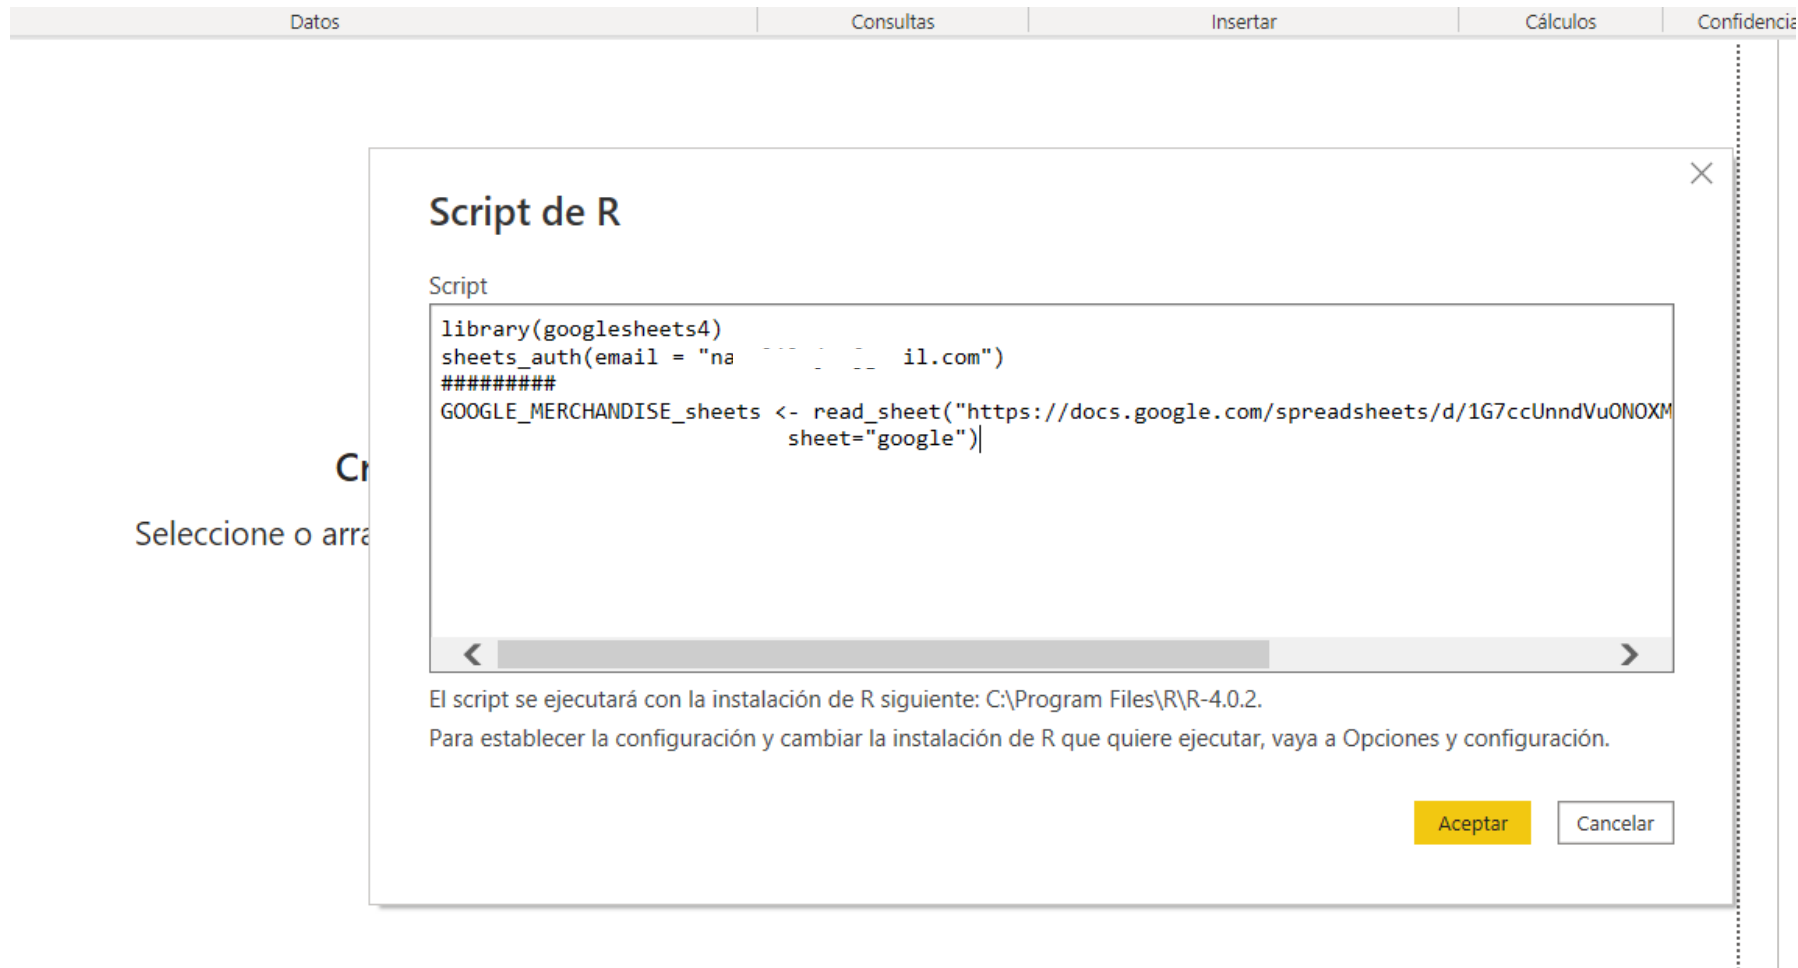 Datos Consultas Insertar Cálculos Confidencia
Script de R
Script
library(googlesheets4)
sheets_auth(email = "na il.com")
#########
GOOGLE_MERCHANDISE_sheets <- read_sheet("https://docs.google.com/spreadsheets/d/1G7ccUnndVuONOXM
sheet="google")
Cr
Seleccione o arra
El script se ejecutará con la instalación de R siguiente: C:\Program Files\R\R-4.0.2.
Para establecer la configuración y cambiar la instalación de R que quiere ejecutar, vaya a Opciones y configuración.
Aceptar Cancelar